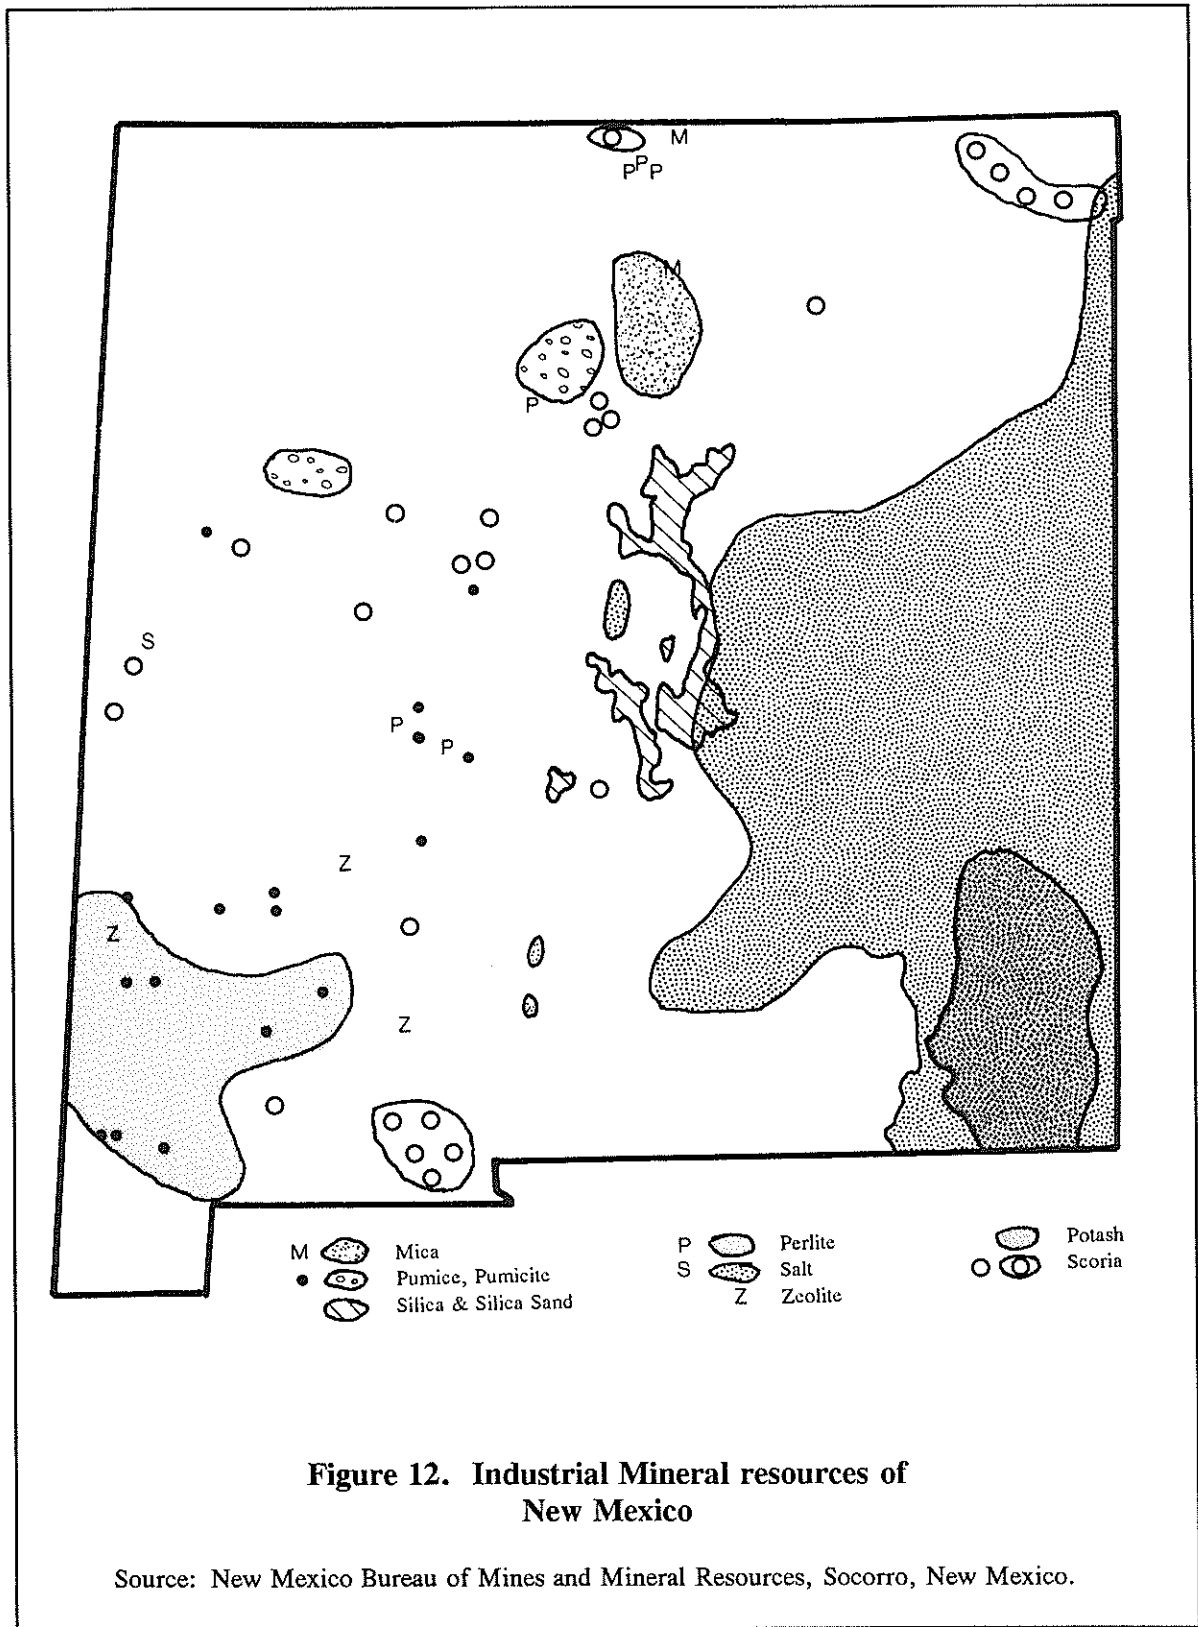 M
P P P
M
P
S
P
P
Z
Z
Z
M Mica
Pumice, Pumicite
Silica & Silica Sand
P Perlite
S Salt
Z Zeolite
Potash
Scoria
Figure 12. Industrial Mineral resources of
New Mexico
Source: New Mexico Bureau of Mines and Mineral Resources, Socorro, New Mexico.